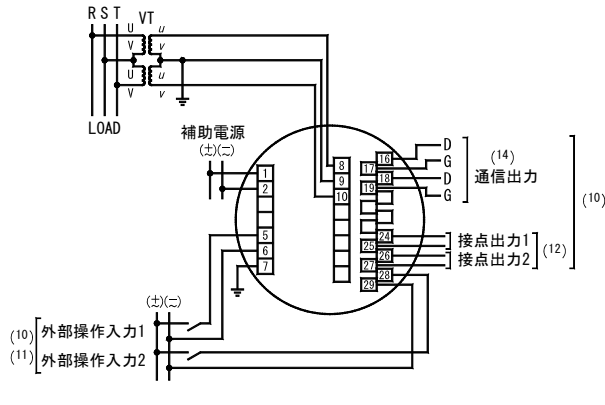 R S T
VT
U u
V v
U u
V v
LOAD
補助電源
(±)(−)
1
2
5
6
7
8
9
10
16
17
18
19
24
25
26
27
28
29
D
G
D
G
(14)
通信出力
(10)
接点出力1
接点出力2
(12)
(±)(−)
(10)
(11)
外部操作入力1
外部操作入力2